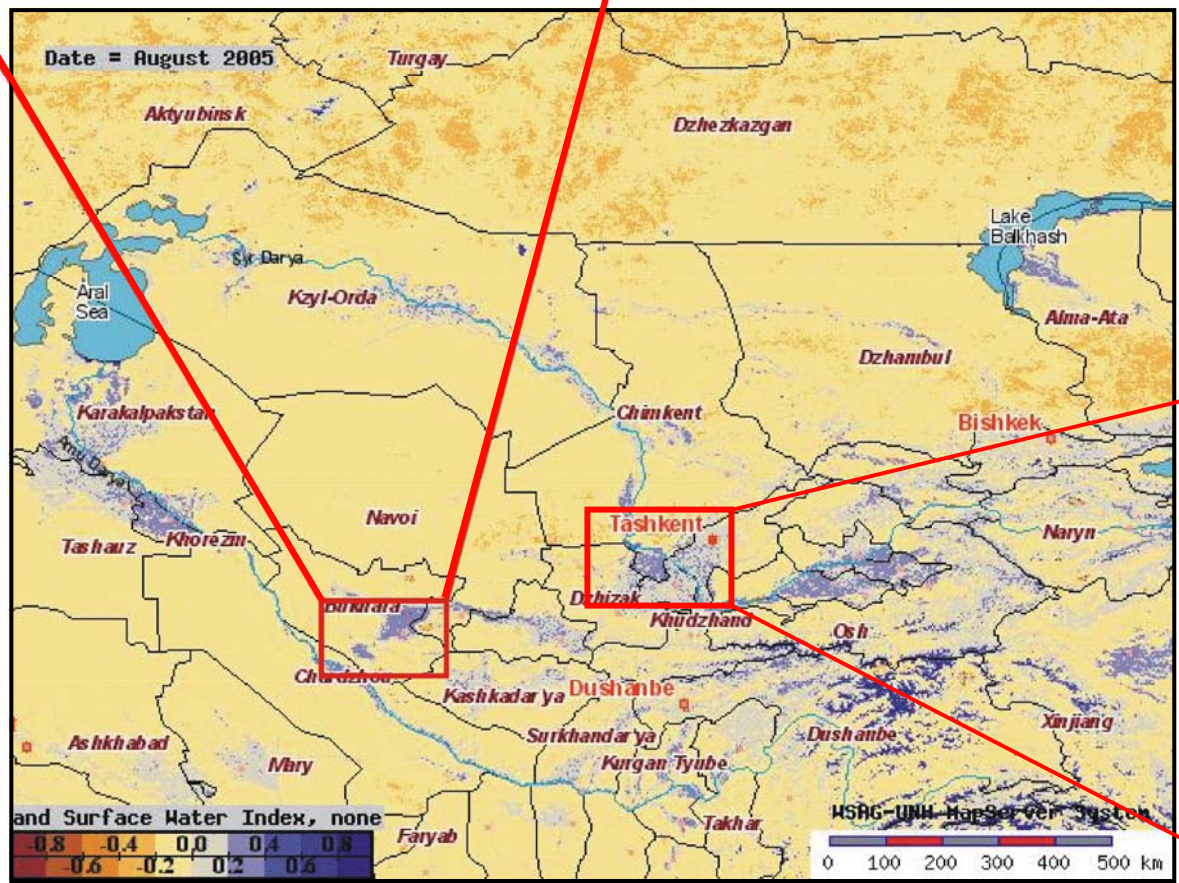 Date = August 2005
Turgay
Aktyubinsk
Dzhezkazgan
Lake
Balkhash
Syr Darya
Aral
Sea
Kzyl-Orda
Alma-Ata
Dzhambul
Karakalpakstan
Chimkent
Bishkek
Amu Darya
Navoi
Tashkent
Naryn
Tashauz
Khorezm
Dzhizak
Bukhara
Khudzhand
Osh
Chardzhou
Kashkadarya
Dushanbe
Xinjiang
Ashkhabad
Surkhandarya
Dushanbe
Mary
Kurgan Tyube
and Surface Water Index, none
WSAG-UNH MapServer System
Takhar
Faryab
-0.8 -0.4 0.0 0.4 0.8
-0.6 -0.2 0.2 0.6
0 100 200 300 400 500 km